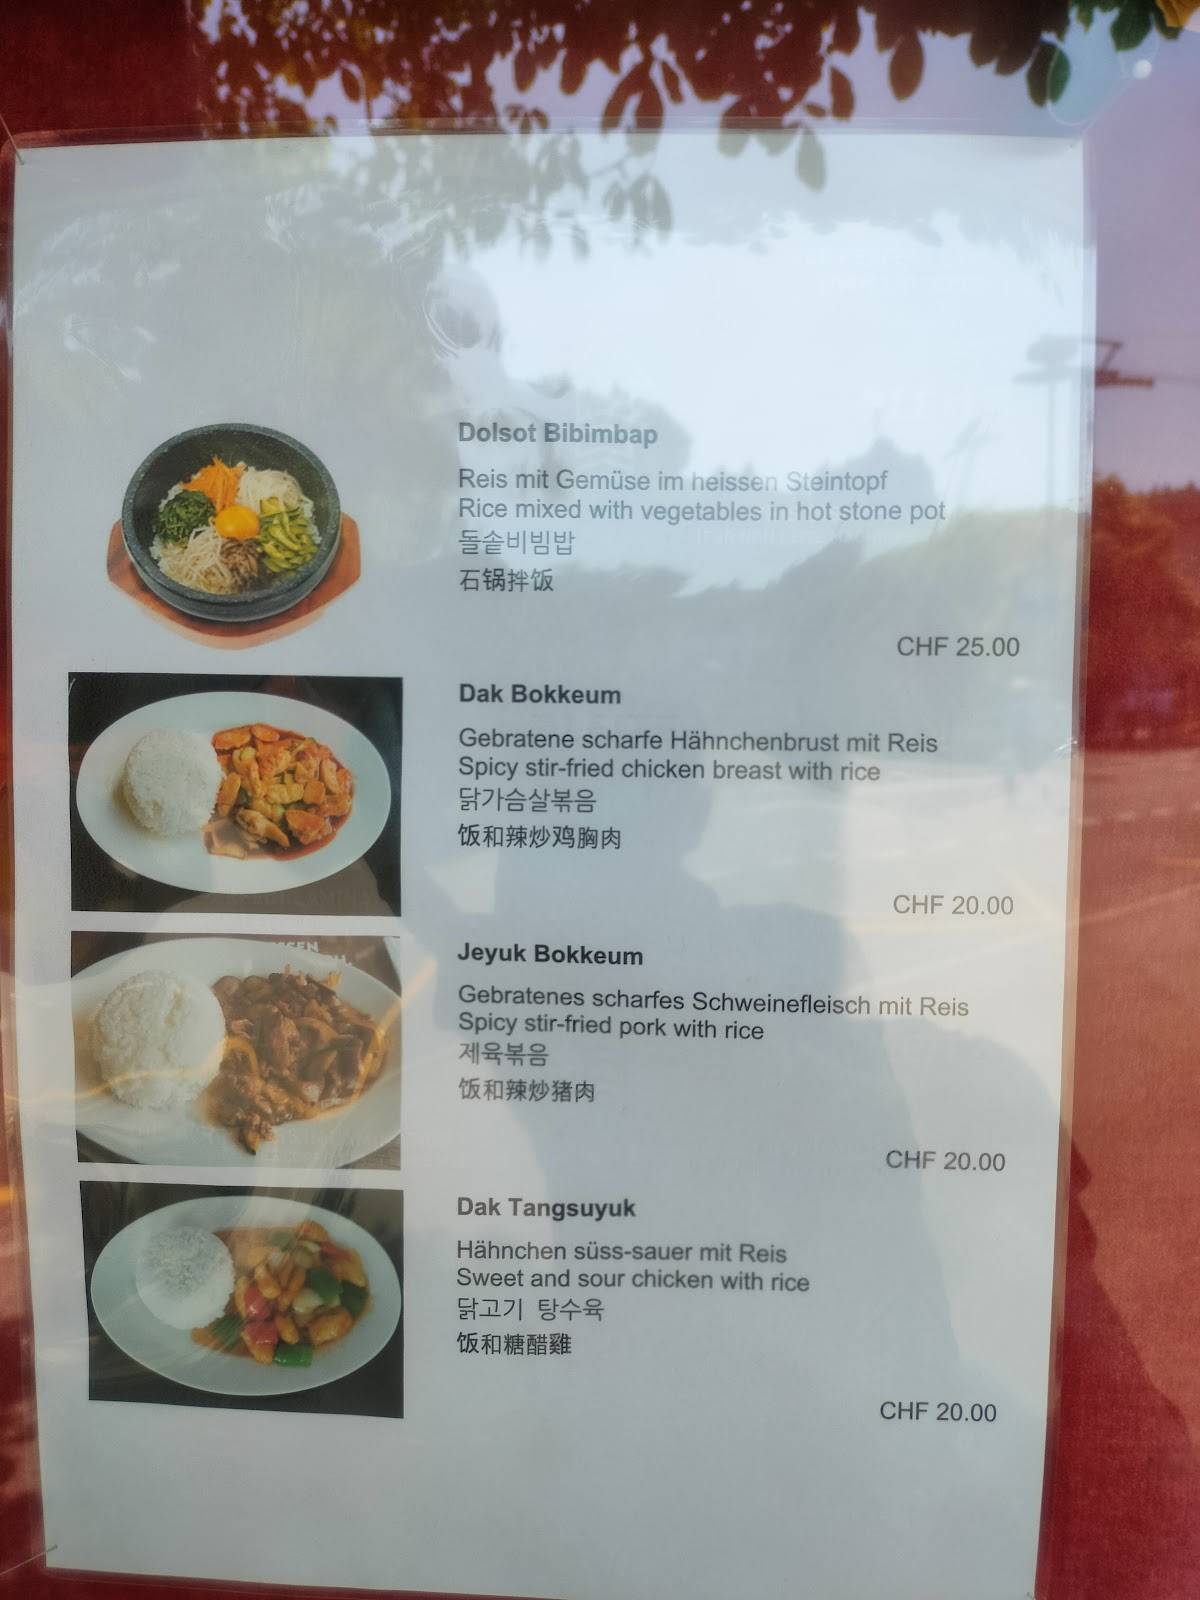 Dolsot Bibimbap
Reis mit Gemüse im heissen Steintopf
Rice mixed with vegetables in hot stone pot
돌솥비빔밥
石锅拌饭
CHF 25.00
Dak Bokkeum
Gebratene scharfe Hähnchenbrust mit Reis
Spicy stir-fried chicken breast with rice
닭가슴살볶음
饭和辣炒鸡胸肉
CHF 20.00
Jeyuk Bokkeum
Gebratenes scharfes Schweinefleisch mit Reis
Spicy stir-fried pork with rice
제육볶음
饭和辣炒猪肉
CHF 20.00
Dak Tangsuyuk
Hähnchen süss-sauer mit Reis
Sweet and sour chicken with rice
닭고기 탕수육
饭和糖醋雞
CHF 20.00